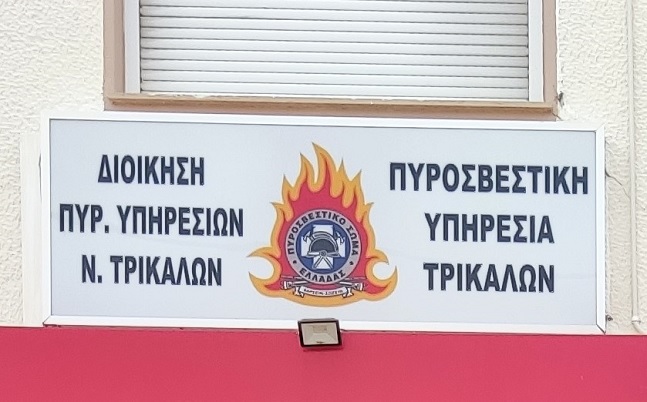 ΔΙΟΙΚΗΣΗ
ΠΥΡ. ΥΠΗΡΕΣΙΩΝ
Ν. ΤΡΙΚΑΛΩΝ
ΠΥΡΟΣΒΕΣΤΙΚΟ ΣΩΜΑ
ΕΛΛΑΔΑΣ
ΠΥΡΟΣΒΕΣΤΙΚΗ
ΥΠΗΡΕΣΙΑ
ΤΡΙΚΑΛΩΝ